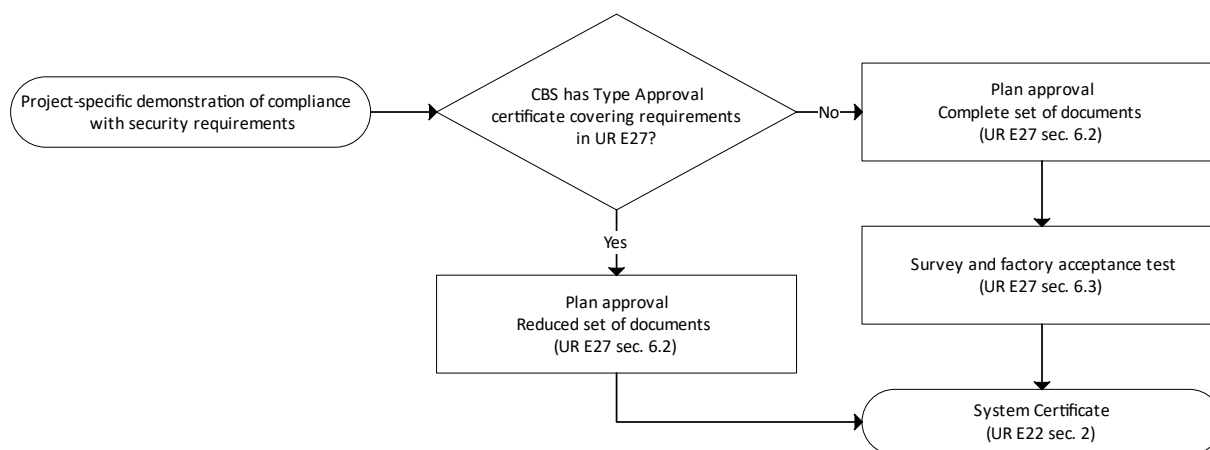 Project-specific demonstration of compliance
with security requirements
CBS has Type Approval
certificate covering requirements
in UR E27?
No
Plan approval
Complete set of documents
(UR E27 sec. 6.2)
Yes
Survey and factory acceptance test
(UR E27 sec. 6.3)
Plan approval
Reduced set of documents
(UR E27 sec. 6.2)
System Certificate
(UR E22 sec. 2)